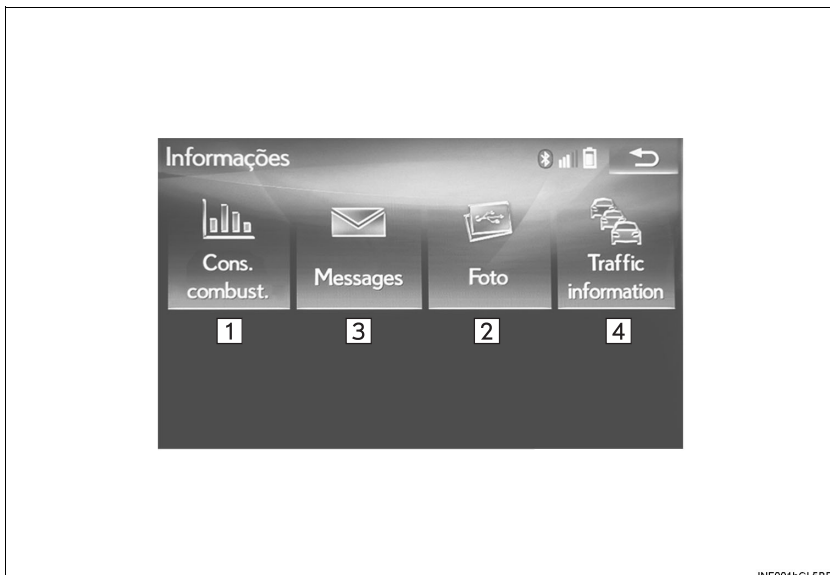 Informações
Cons.
combust.
Messages
Foto
Traffic
information
1
3
2
4